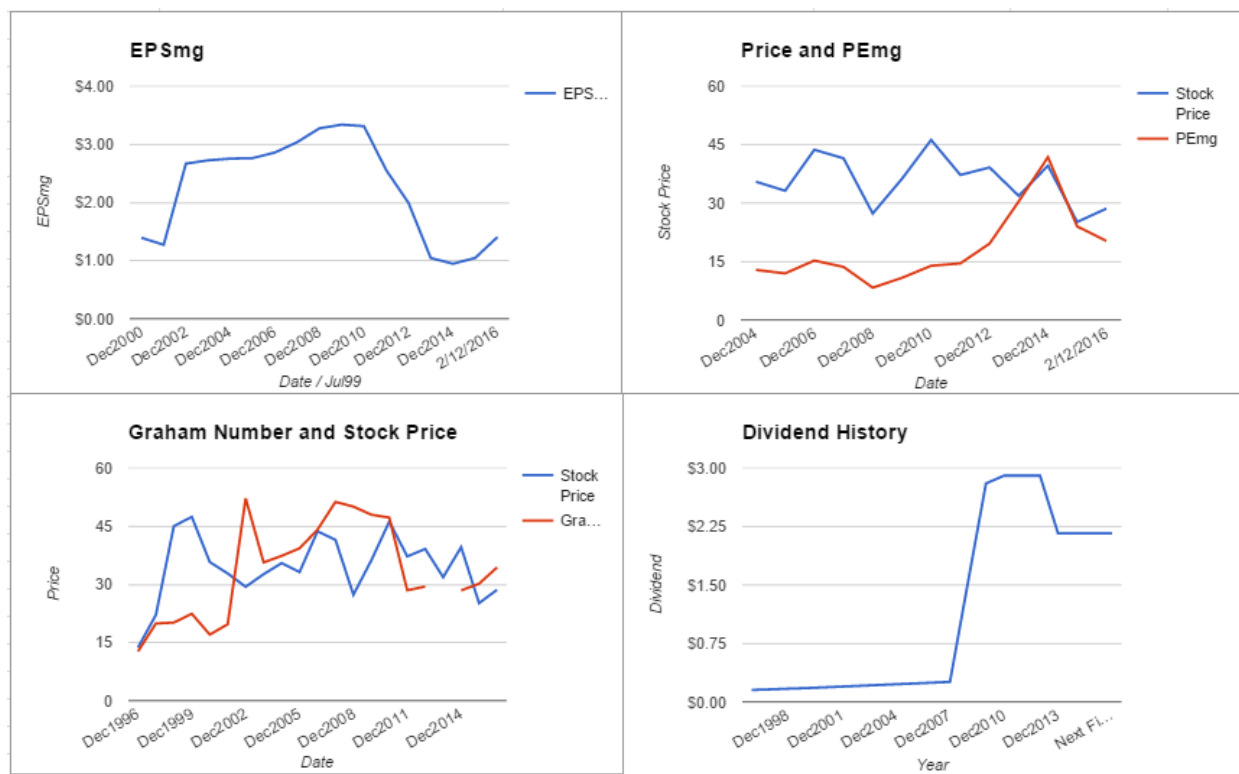 EPSmg
$4.00
$3.00
$2.00
$1.00
$0.00
EPSmg
EPS...
Dec2000
Dec2002
Dec2004
Dec2006
Dec2008
Dec2010
Dec2012
Dec2014
2/12/2016
Date / Jul99
Price and PEmg
60
45
30
15
0
Stock Price
Stock
Price
PEmg
Dec2004
Dec2006
Dec2008
Dec2010
Dec2012
Dec2014
2/12/2016
Date
Graham Number and Stock Price
60
45
30
15
0
Price
Stock
Price
Gra...
Dec1996
Dec1999
Dec2002
Dec2005
Dec2008
Dec2011
Dec2014
Date
Dividend History
$3.00
$2.25
$1.50
$0.75
$0.00
Dividend
Dec1998
Dec2001
Dec2004
Dec2007
Dec2010
Dec2013
Next Fi...
Year